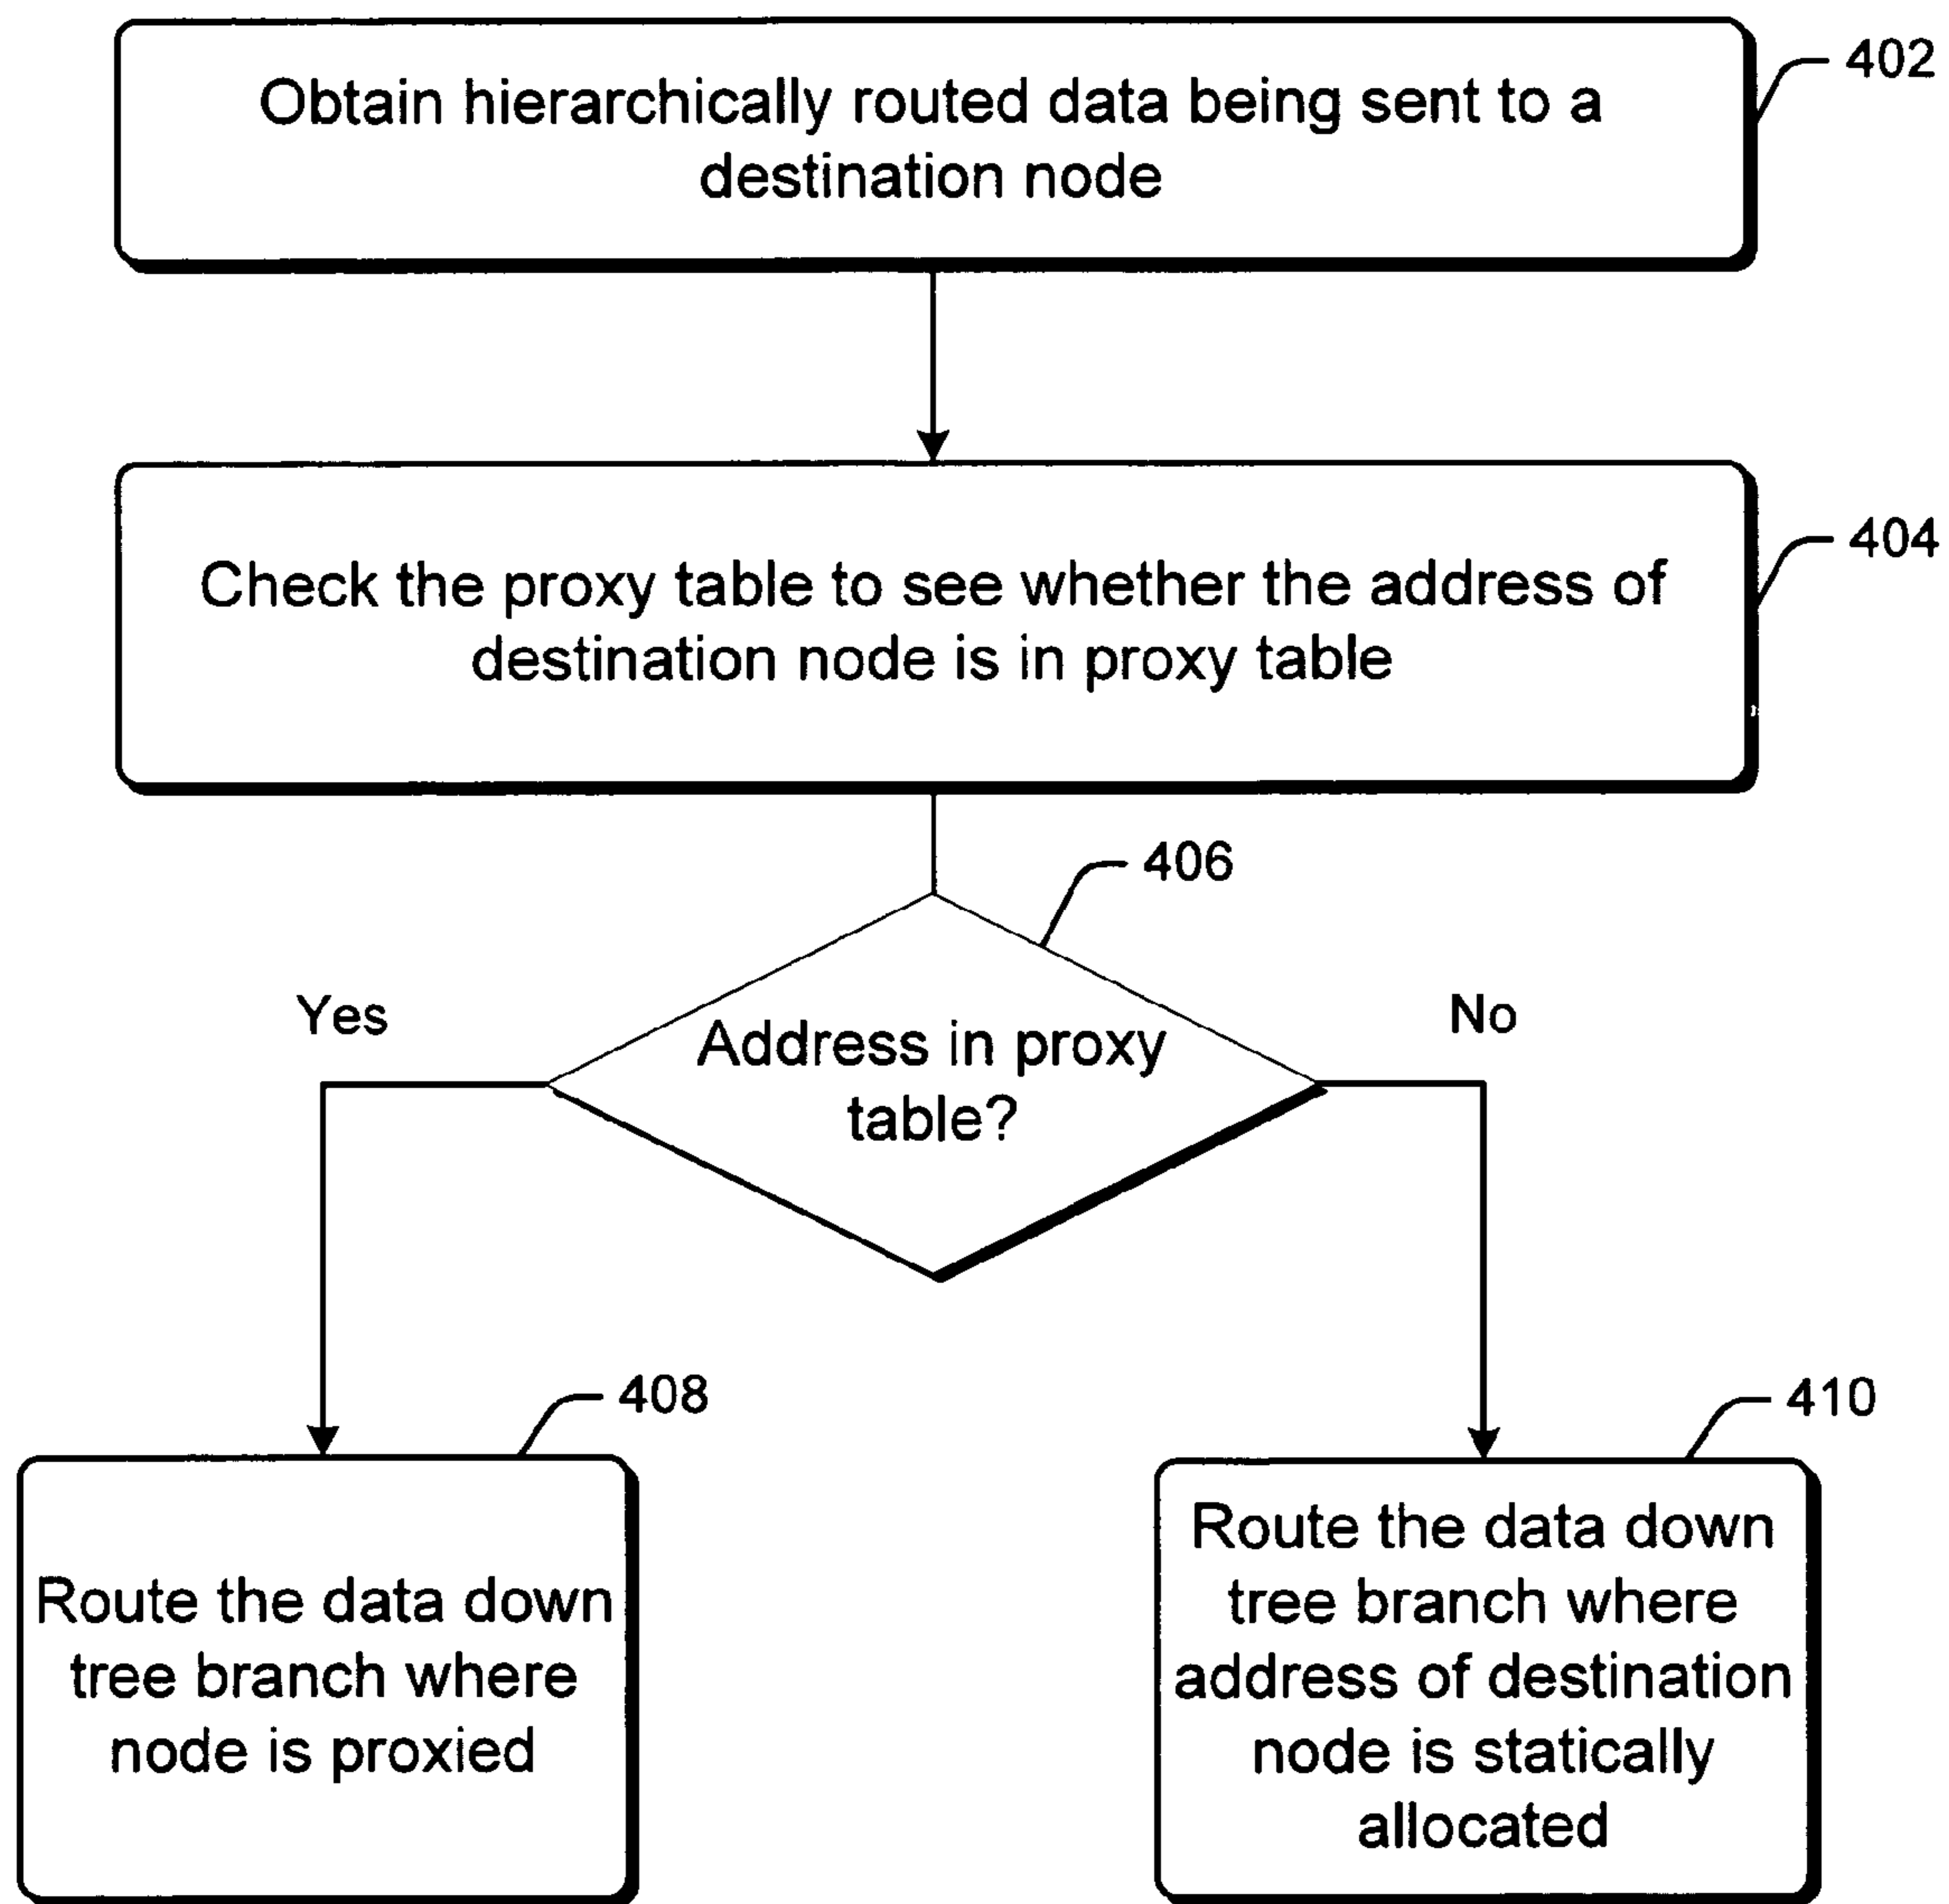 Obtain hierarchically routed data being sent to a
destination node
402
Check the proxy table to see whether the address of
destination node is in proxy table
404
406
Yes
No
Address in proxy
table?
408
410
Route the data down
tree branch where
node is proxied
Route the data down
tree branch where
address of destination
node is statically
allocated